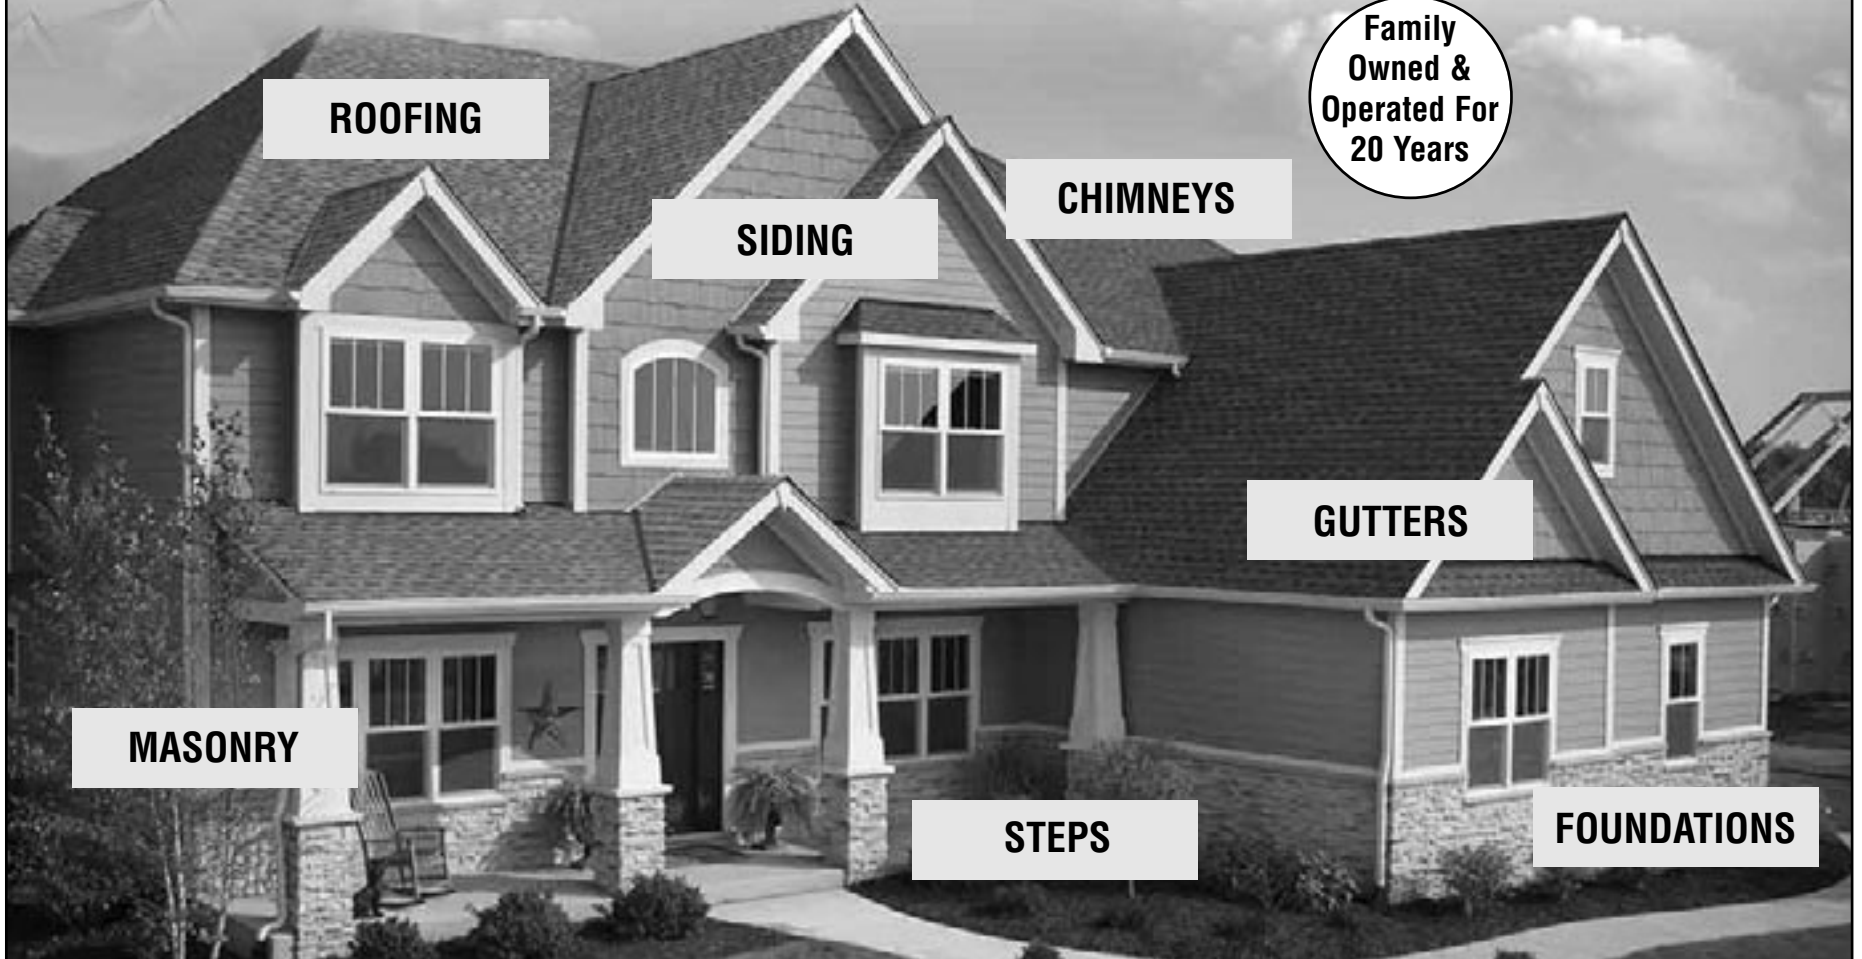 Family
Owned &
Operated For
20 Years
ROOFING
CHIMNEYS
SIDING
GUTTERS
MASONRY
STEPS
FOUNDATIONS